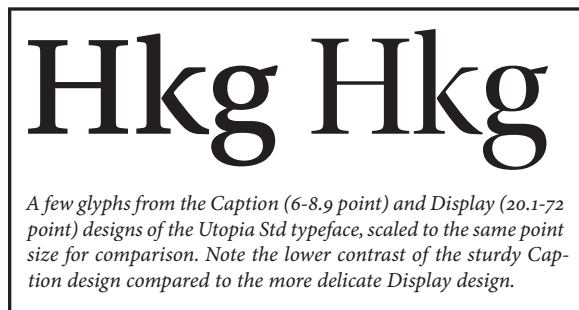 Hkg Hkg
A few glyphs from the Caption (6-8.9 point) and Display (20.1-72
point) designs of the Utopia Std typeface, scaled to the same point
size for comparison. Note the lower contrast of the sturdy Cap-
tion design compared to the more delicate Display design.